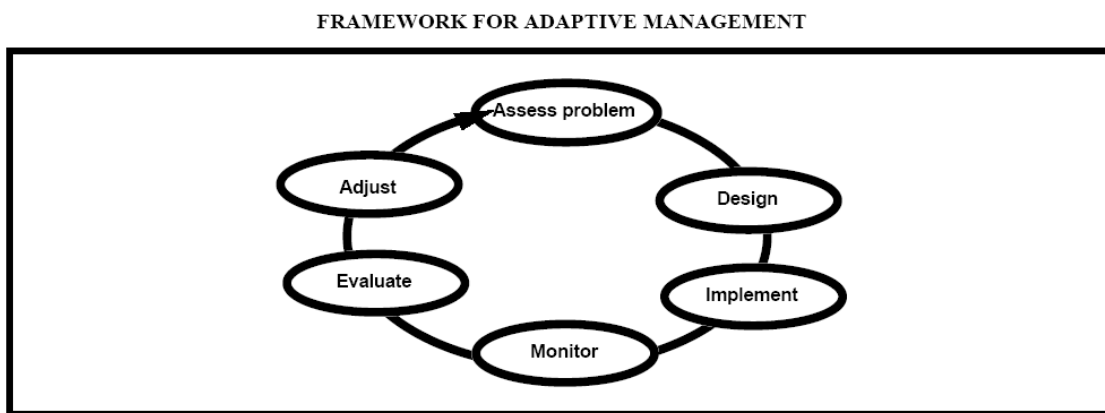 FRAMEWORK FOR ADAPTIVE MANAGEMENT
Assess problem
Design
Implement
Monitor
Evaluate
Adjust